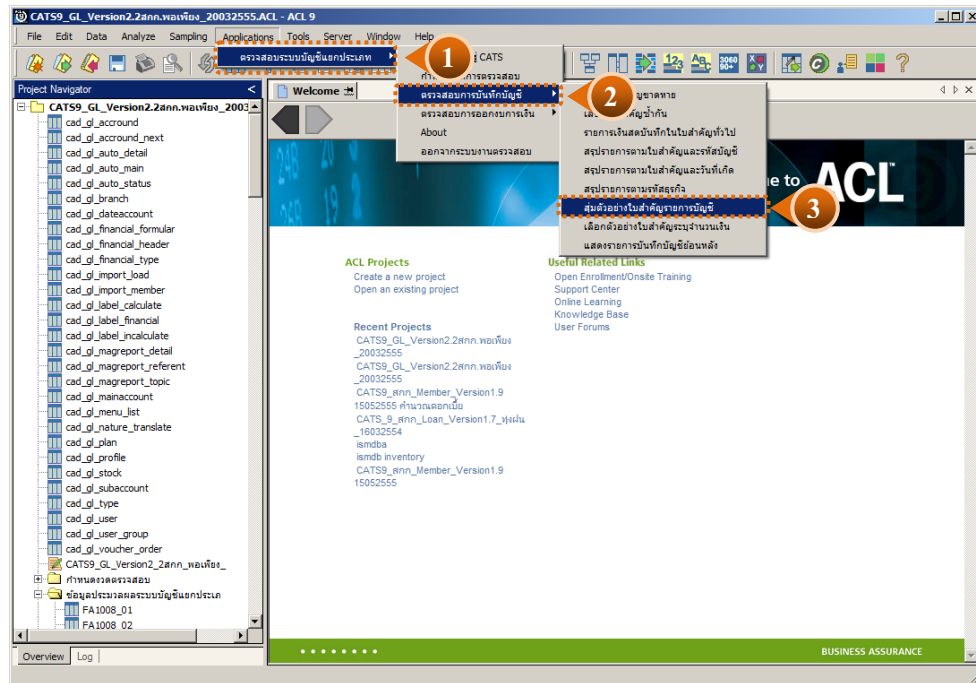 CATS9_GL_Version2.2สกก.พอเพียง_20032555.ACL - ACL 9
File Edit Data Analyze Sampling Applications Tools Server Window Help
ตรวจสอบระบบบัญชีแยกประเภท
1
CATS
ตรวจสอบการบันทึกบัญชี
ตรวจสอบการออกงบการเงิน
About
ออกจากระบบงานตรวจสอบ
2
รายการเงินสดบันทึกในใบสำคัญทั่วไป
สรุปรายการตามใบสำคัญและรหัสบัญชี
สรุปรายการตามใบสำคัญและวันที่เกิด
สรุปรายการตามรหัสธุรกิจ
สุ่มตัวอย่างใบสำคัญรายการบัญชี
3
เลือกตัวอย่างใบสำคัญระบุจำนวนเงิน
แสดงรายการบันทึกบัญชีย้อนหลัง
Project Navigator
Welcome
CATS9_GL_Version2.2สกก.พอเพียง_2003
cad_gl_accround
cad_gl_accround_next
cad_gl_auto_detail
cad_gl_auto_main
cad_gl_auto_status
cad_gl_branch
cad_gl_dateaccount
cad_gl_financial_formular
cad_gl_financial_header
cad_gl_financial_type
cad_gl_import_load
cad_gl_import_member
cad_gl_label_calculate
cad_gl_label_financial
cad_gl_label_incalculate
cad_gl_magreport_detail
cad_gl_magreport_referent
cad_gl_magreport_topic
cad_gl_mainaccount
cad_gl_menu_list
cad_gl_nature_translate
cad_gl_plan
cad_gl_profile
cad_gl_stock
cad_gl_subaccount
cad_gl_type
cad_gl_user
cad_gl_user_group
cad_gl_voucher_order
CATS9_GL_Version2_2สกก_พอเพียง_
กำหนดงวดตรวจสอบ
ข้อมูลประมวลผลระบบบัญชีแยกประเภ
FA1008_01
FA1008_02
Overview Log
e to ACL
ACL Projects
Create a new project
Open an existing project
Recent Projects
CATS9_GL_Version2.2สกก.พอเพียง
_20032555
CATS9_GL_Version2.2สกก.พอเพียง
_20032555
CATS9_สกก_Member_Version1.9
15052555 คำนวณดอกเบี้ย
CATS_9_สกก_Loan_Version1.7_ทุ่งฝน
_16032554
ismdba
ismdb inventory
CATS9_สกก_Member_Version1.9
15052555
Useful Related Links
Open Enrollment/Onsite Training
Support Center
Online Learning
Knowledge Base
User Forums
BUSINESS ASSURANCE